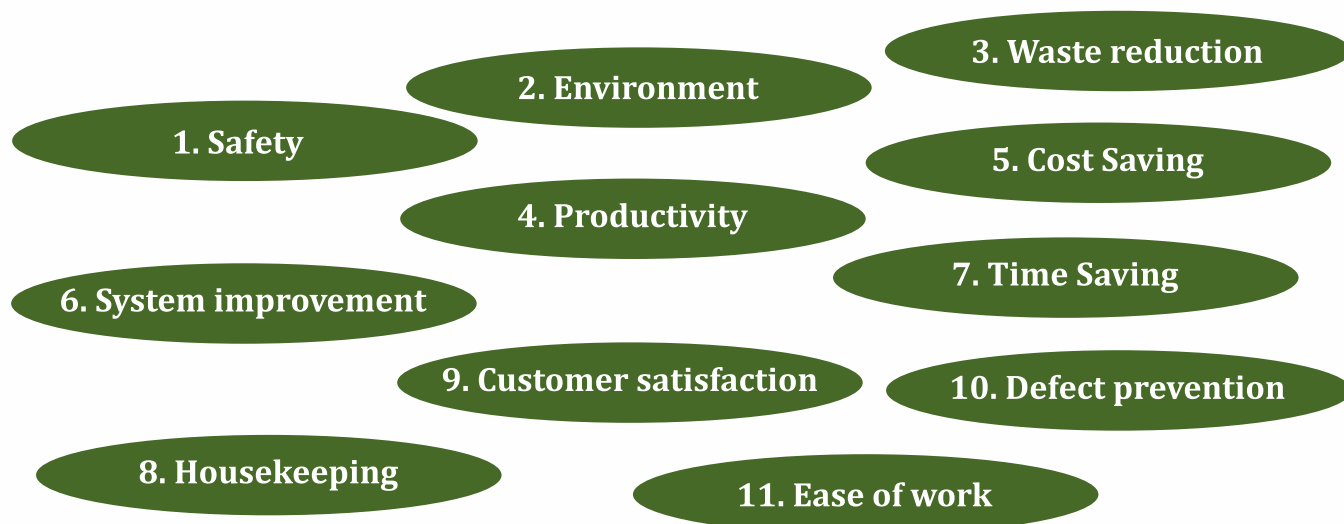 1. Safety
2. Environment
3. Waste reduction
4. Productivity
5. Cost Saving
6. System improvement
7. Time Saving
8. Housekeeping
9. Customer satisfaction
10. Defect prevention
11. Ease of work